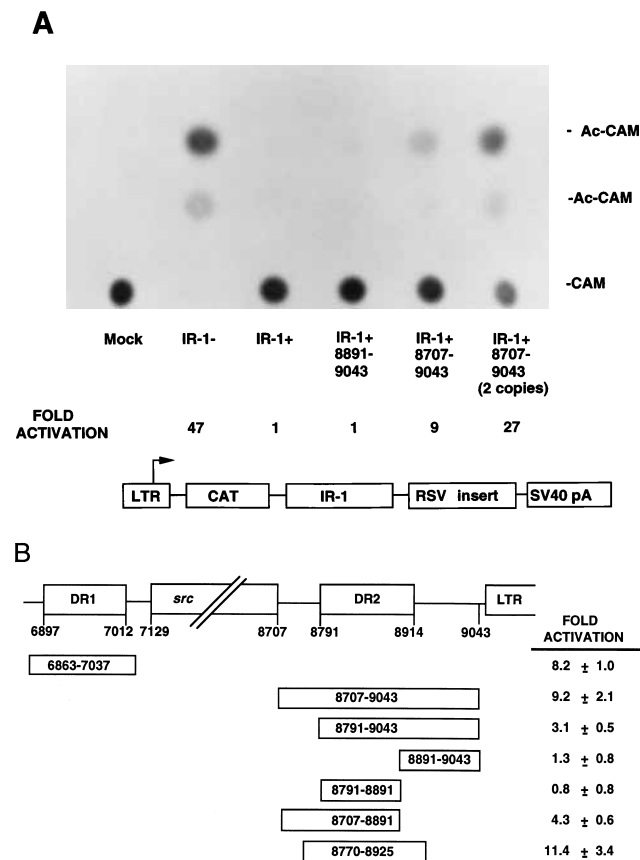 A
- Ac-CAM
-Ac-CAM
-CAM
Mock IR-1- IR-1+ IR-1+ IR-1+ IR-1+
8891- 8707- 8707-
9043 9043 9043
(2 copies)
FOLD
ACTIVATION 47 1 1 9 27
LTR CAT IR-1 RSV insert SV40 pA
B
DR1 src DR2 LTR
6897 7012 7129 8707 8791 8914 9043
FOLD
ACTIVATION
6863-7037 8.2 ± 1.0
8707-9043 9.2 ± 2.1
8791-9043 3.1 ± 0.5
8891-9043 1.3 ± 0.8
8791-8891 0.8 ± 0.8
8707-8891 4.3 ± 0.6
8770-8925 11.4 ± 3.4